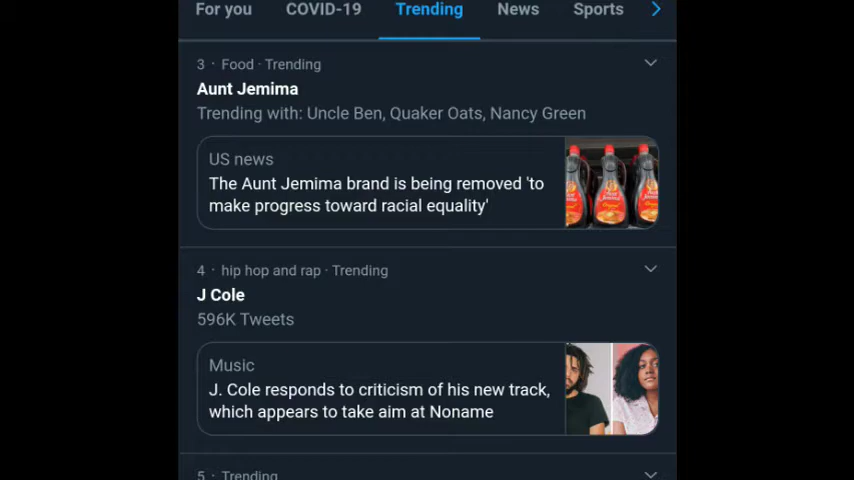 For you COVID-19 Trending News Sports
3 · Food · Trending
Aunt Jemima
Trending with: Uncle Ben, Quaker Oats, Nancy Green
US news
The Aunt Jemima brand is being removed 'to
make progress toward racial equality'
4 · hip hop and rap · Trending
J Cole
596K Tweets
Music
J. Cole responds to criticism of his new track,
which appears to take aim at Noname
5 · Trending